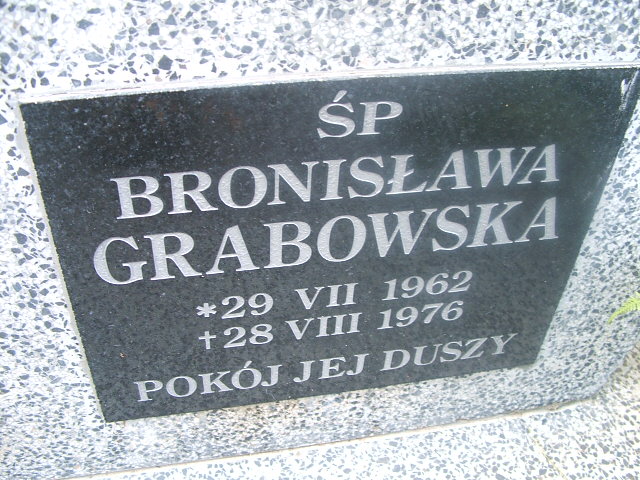 ŚP
BRONISŁAWA
GRABOWSKA
*29 VII 1962
†28 VIII 1976
POKÓJ JEJ DUSZY